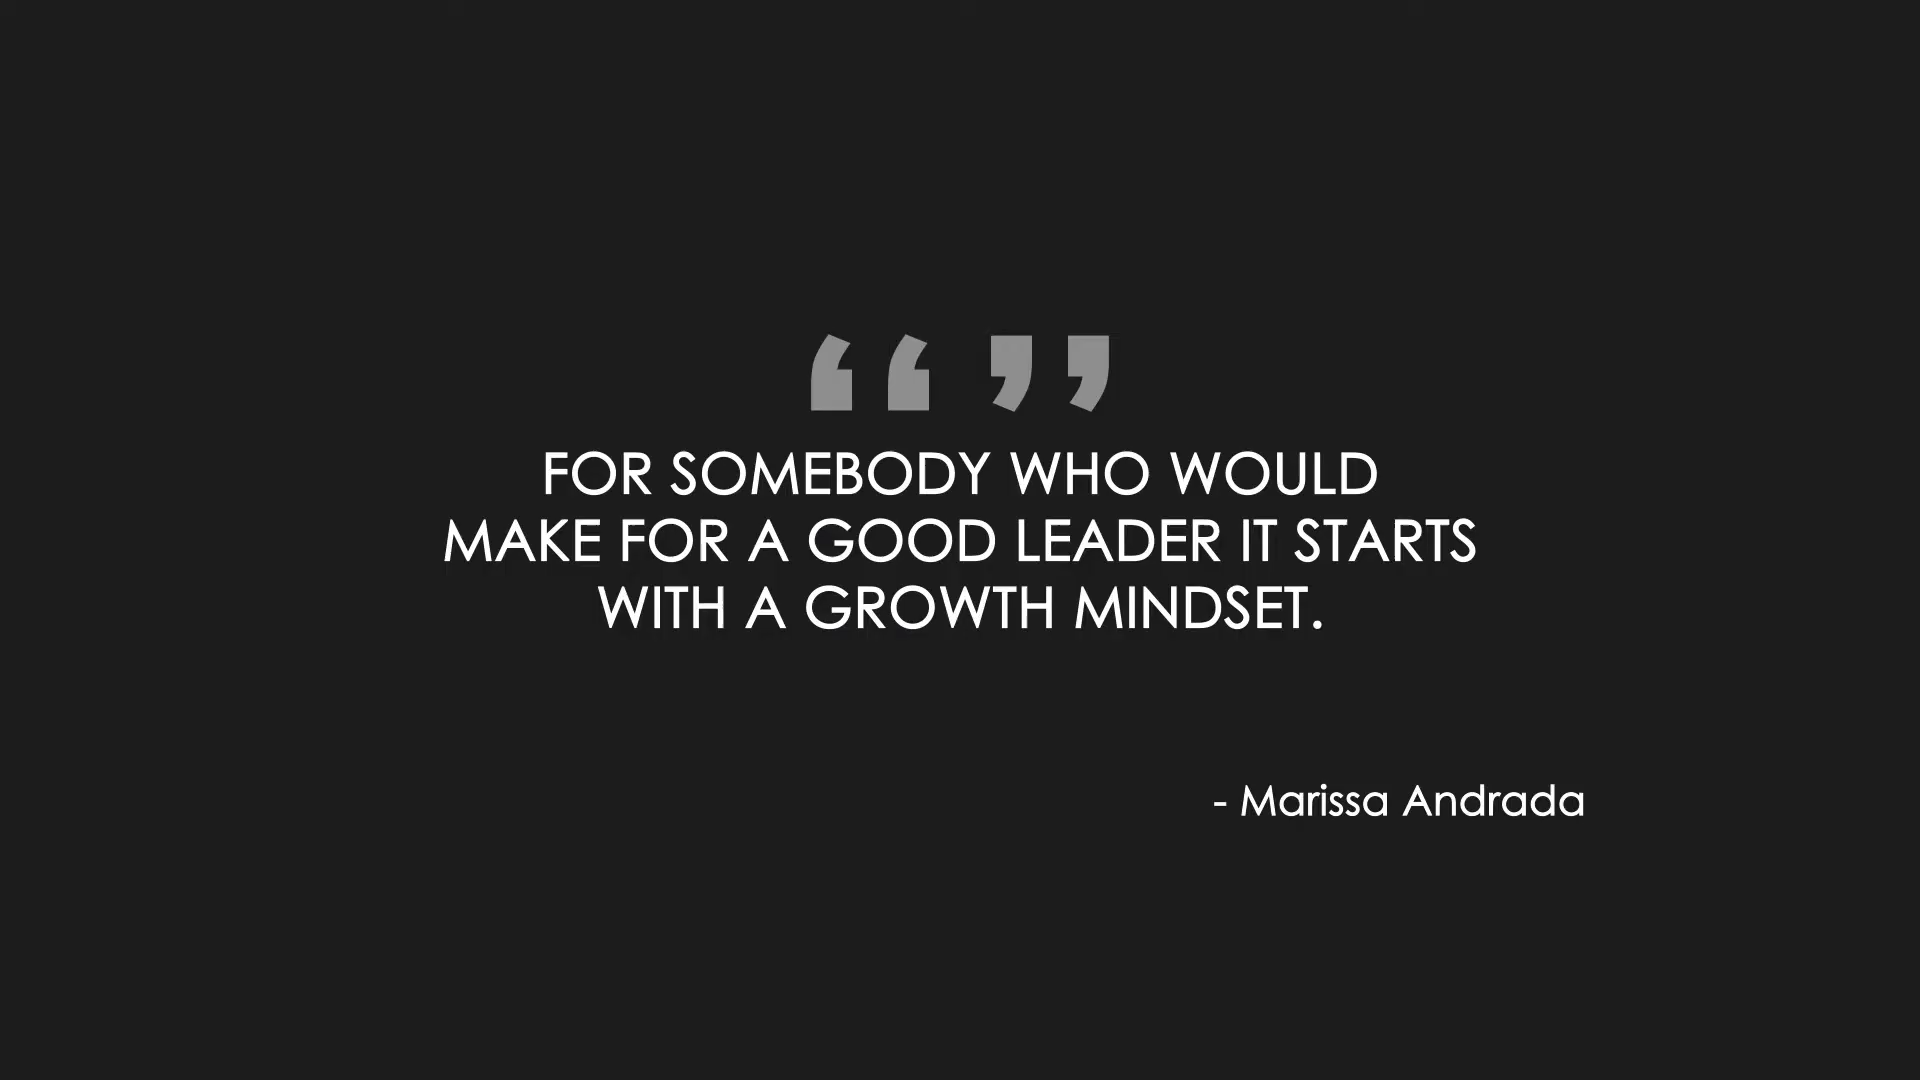 “ ”
FOR SOMEBODY WHO WOULD
MAKE FOR A GOOD LEADER IT STARTS
WITH A GROWTH MINDSET.
- Marissa Andrada